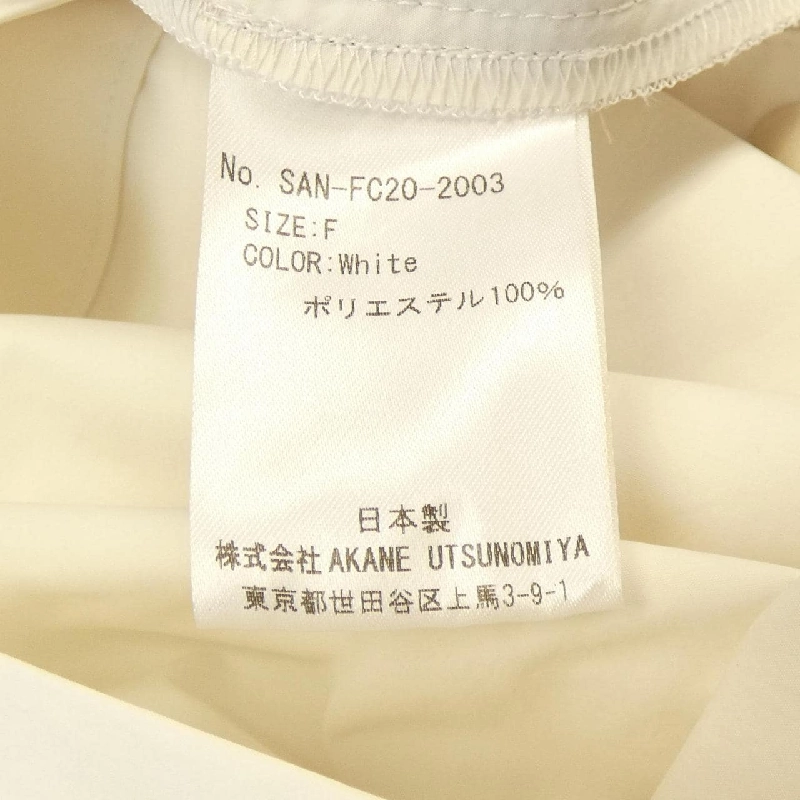 No. SAN-FC20-2003
SIZE:F
COLOR:White
ポリエステル100%
日本製
株式会社AKANE UTSUNOMIYA
東京都世田谷区上馬3-9-1